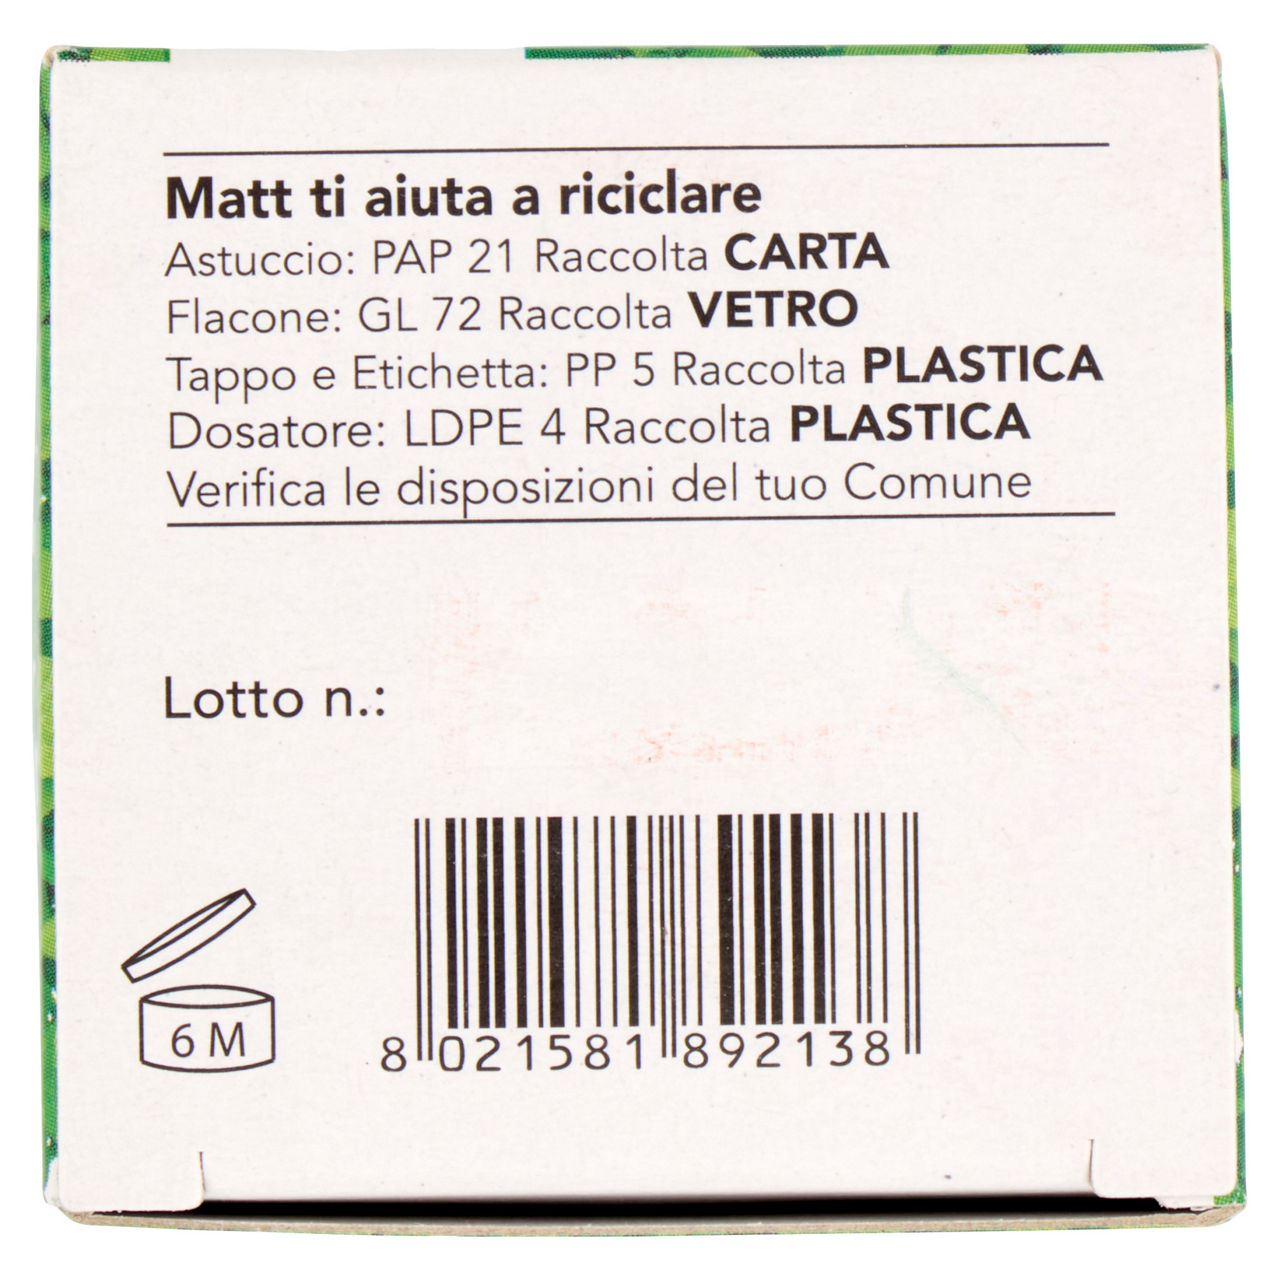 Matt ti aiuta a riciclare
Astuccio: PAP 21 Raccolta CARTA
Flacone: GL 72 Raccolta VETRO
Tappo e Etichetta: PP 5 Raccolta PLASTICA
Dosatore: LDPE 4 Raccolta PLASTICA
Verifica le disposizioni del tuo Comune
Lotto n.:
6 M
8 021581 892138